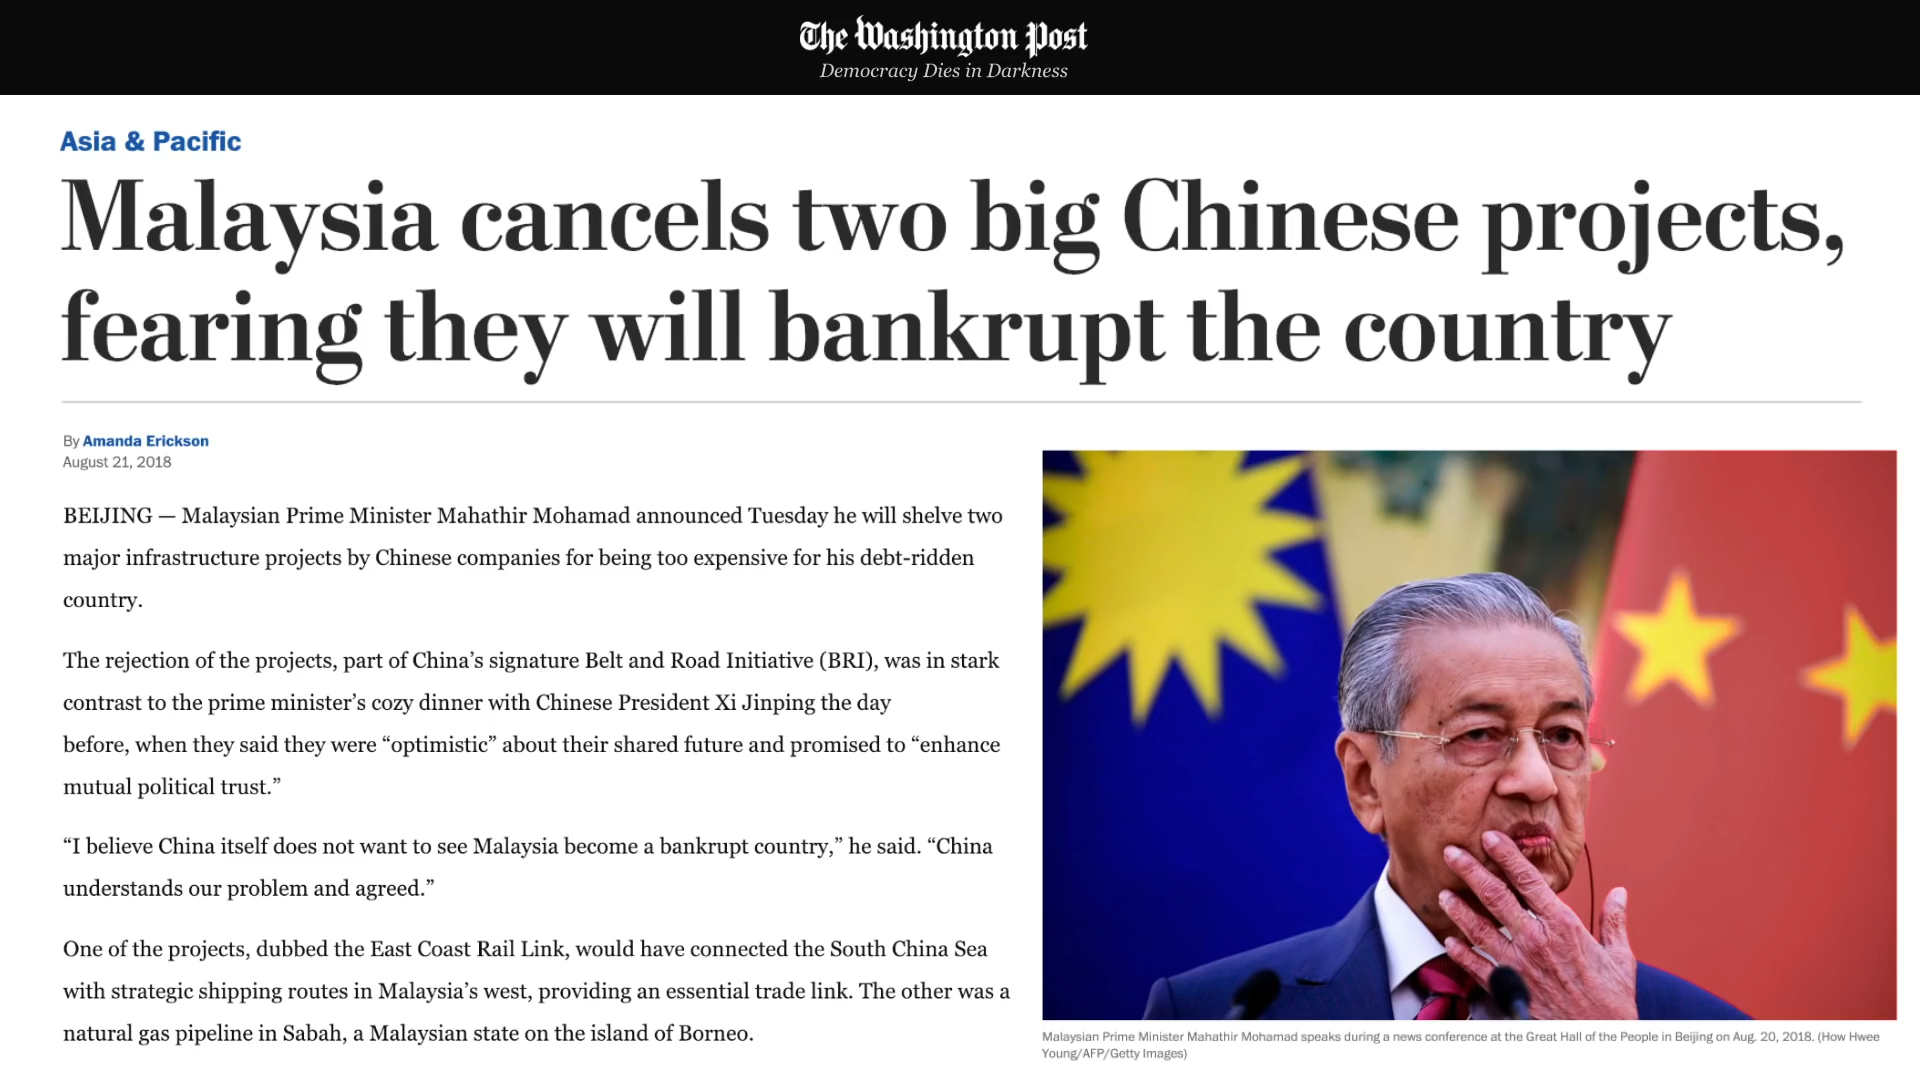 The Washington Post
Democracy Dies in Darkness
Asia & Pacific
Malaysia cancels two big Chinese projects,
fearing they will bankrupt the country
By Amanda Erickson
August 21, 2018
BEIJING — Malaysian Prime Minister Mahathir Mohamad announced Tuesday he will shelve two
major infrastructure projects by Chinese companies for being too expensive for his debt-ridden
country.
The rejection of the projects, part of China’s signature Belt and Road Initiative (BRI), was in stark
contrast to the prime minister’s cozy dinner with Chinese President Xi Jinping the day
before, when they said they were “optimistic” about their shared future and promised to “enhance
mutual political trust.”
“I believe China itself does not want to see Malaysia become a bankrupt country,” he said. “China
understands our problem and agreed.”
One of the projects, dubbed the East Coast Rail Link, would have connected the South China Sea
with strategic shipping routes in Malaysia’s west, providing an essential trade link. The other was a
natural gas pipeline in Sabah, a Malaysian state on the island of Borneo.
Malaysian Prime Minister Mahathir Mohamad speaks during a news conference at the Great Hall of the People in Beijing on Aug. 20, 2018. (How Hwee
Young/AFP/Getty Images)